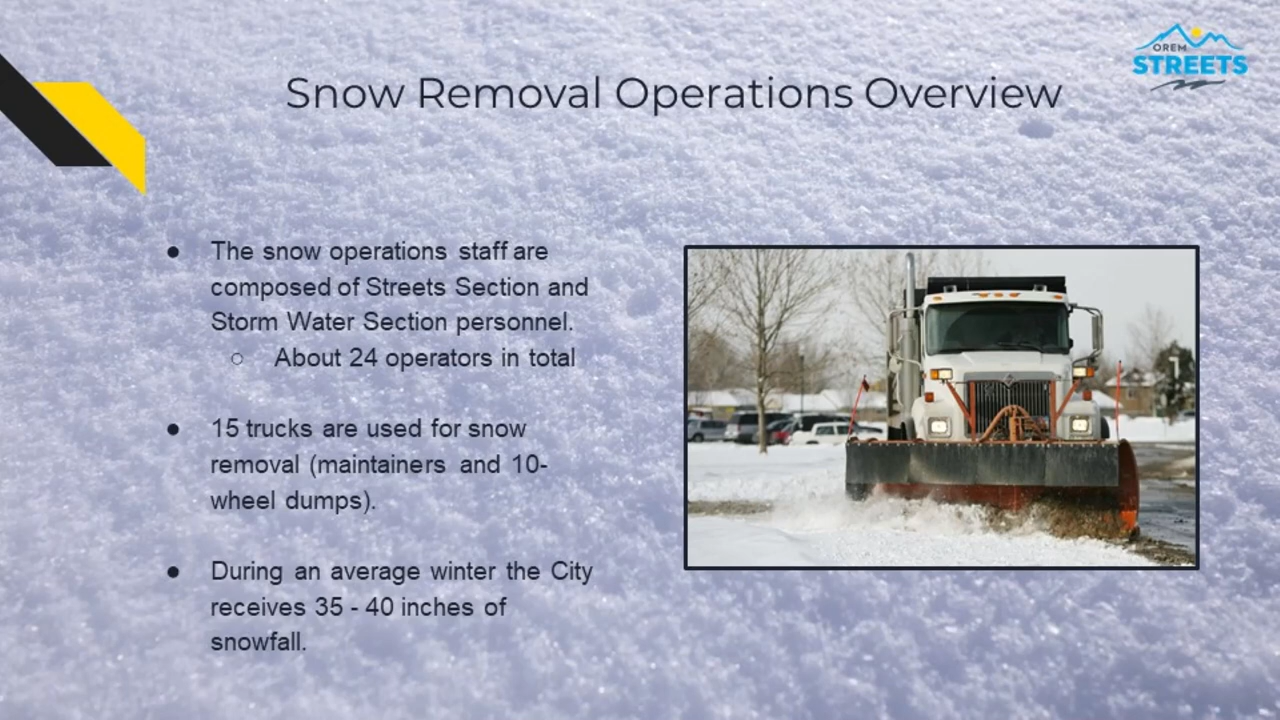 OREM
STREETS
Snow Removal Operations Overview
● The snow operations staff are
composed of Streets Section and
Storm Water Section personnel.
○ About 24 operators in total
● 15 trucks are used for snow
removal (maintainers and 10-
wheel dumps).
● During an average winter the City
receives 35 - 40 inches of
snowfall.